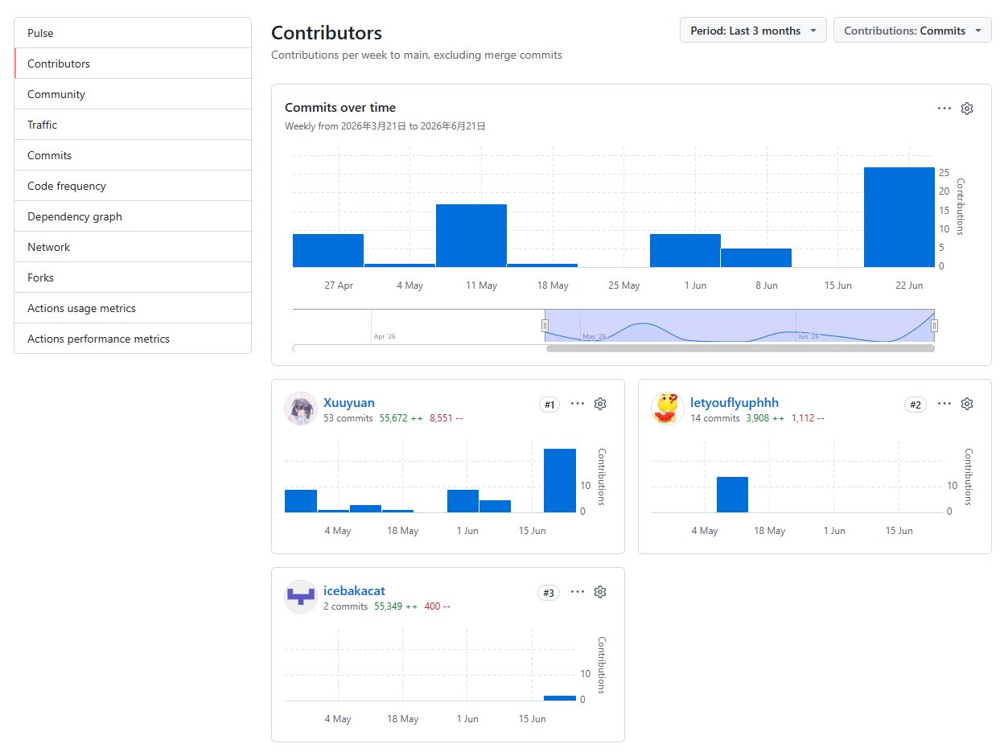 Pulse
Contributors
Community
Traffic
Commits
Code frequency
Dependency graph
Network
Forks
Actions usage metrics
Actions performance metrics
Contributors
Contributions per week to main, excluding merge commits
Period: Last 3 months
Contributions: Commits
Commits over time
Weekly from 2026年3月21日 to 2026年6月21日
25
20
15
10
5
0
Contributions
27 Apr 4 May 11 May 18 May 25 May 1 Jun 8 Jun 15 Jun 22 Jun
Apr '26 May '26 Jun '26
Xuuyuan
#1
53 commits 55,672 ++ 8,551 --
10
0
Contributions
4 May 18 May 1 Jun 15 Jun
letyouflyuphhh
#2
14 commits 3,908 ++ 1,112 --
10
0
Contributions
4 May 18 May 1 Jun 15 Jun
icebakacat
#3
2 commits 55,349 ++ 400 --
10
0
Contributions
4 May 18 May 1 Jun 15 Jun